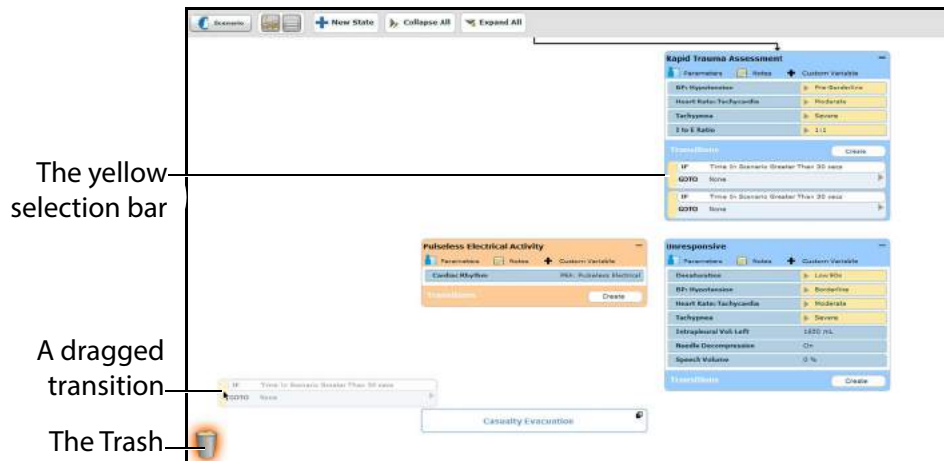 Scenario
New State
Collapse All
Expand All
Rapid Trauma Assessment
Parameters Notes Custom Variable
BP: Hypotension Pre-Borderline
Heart Rate: Tachycardia Moderate
Tachypnea Severe
I to E Ratio 1:1
Transitions Create
IF Time In Scenario Greater Than 30 secs
GOTO None
IF Time In Scenario Greater Than 30 secs
GOTO None
The yellow
selection bar
Pulseless Electrical Activity
Parameters Notes Custom Variable
Cardiac Rhythm PEA: Pulseless Electrical
Transitions Create
Unresponsive
Parameters Notes Custom Variable
Desaturation Low 90s
BP: Hypotension Borderline
Heart Rate: Tachycardia Moderate
Tachypnea Severe
Intrapleural Vol: Left 1850 mL
Needle Decompression On
Speech Volume 0 %
Transitions Create
A dragged
transition
IF Time In Scenario Greater Than 30 secs
GOTO None
Casualty Evacuation
The Trash